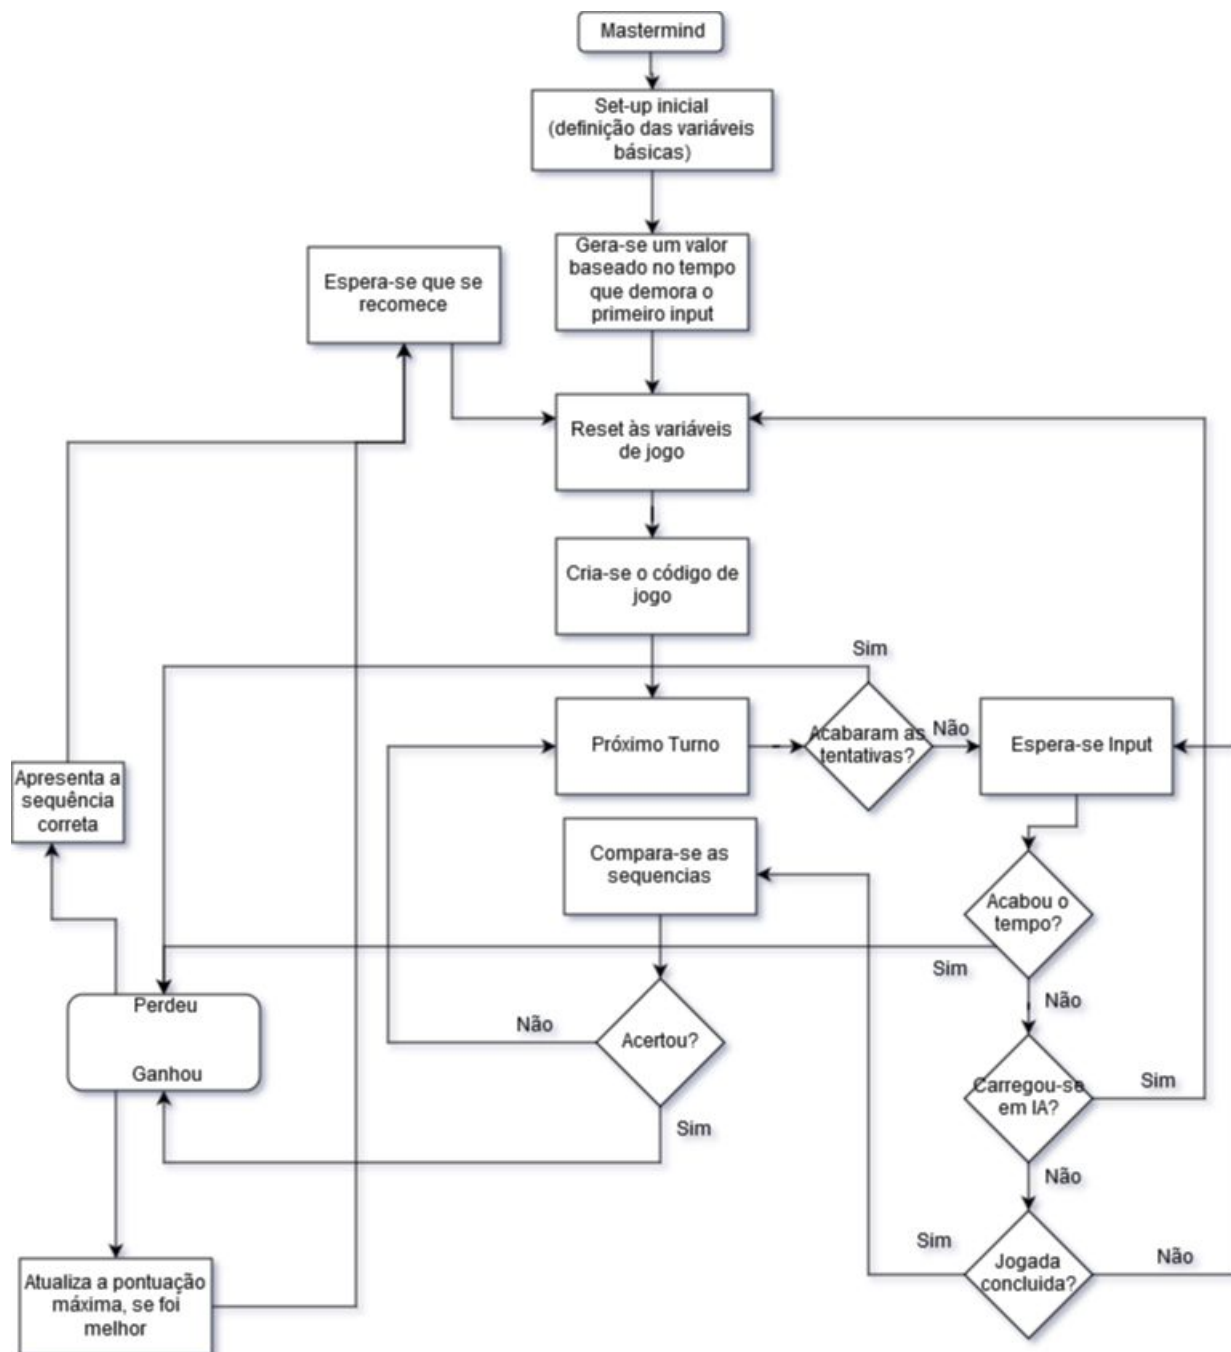 Mastermind
Set-up inicial
(definição das variáveis
básicas)
Gera-se um valor
baseado no tempo
que demora o
primeiro input
Espera-se que se
recomece
Reset às variáveis
de jogo
Cria-se o código de
jogo
Sim
Próximo Turno
Acabaram as
tentativas?
Não
Espera-se Input
Apresenta a
sequência
correta
Compara-se as
sequencias
Acabou o
tempo?
Sim
Não
Perdeu
Ganhou
Não
Acertou?
Sim
Carregou-se
em IA?
Sim
Não
Sim
Jogada
concluida?
Não
Atualiza a pontuação
máxima, se foi
melhor